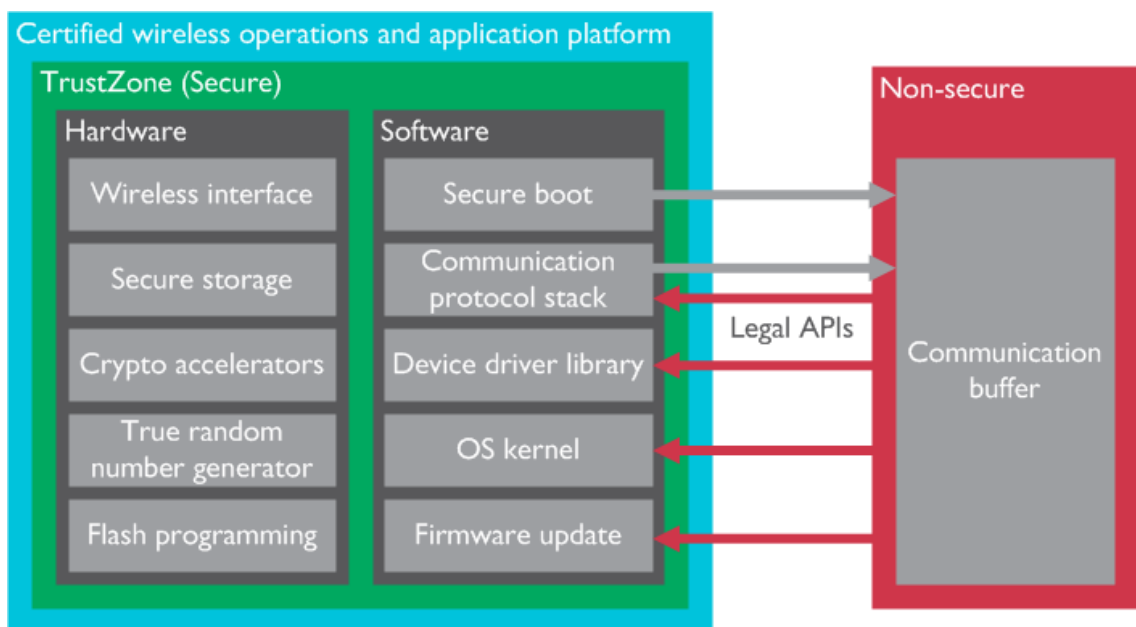 Certified wireless operations and application platform
TrustZone (Secure)
Hardware
Wireless interface
Secure storage
Crypto accelerators
True random
number generator
Flash programming
Software
Secure boot
Communication
protocol stack
Device driver library
OS kernel
Firmware update
Legal APIs
Non-secure
Communication
buffer